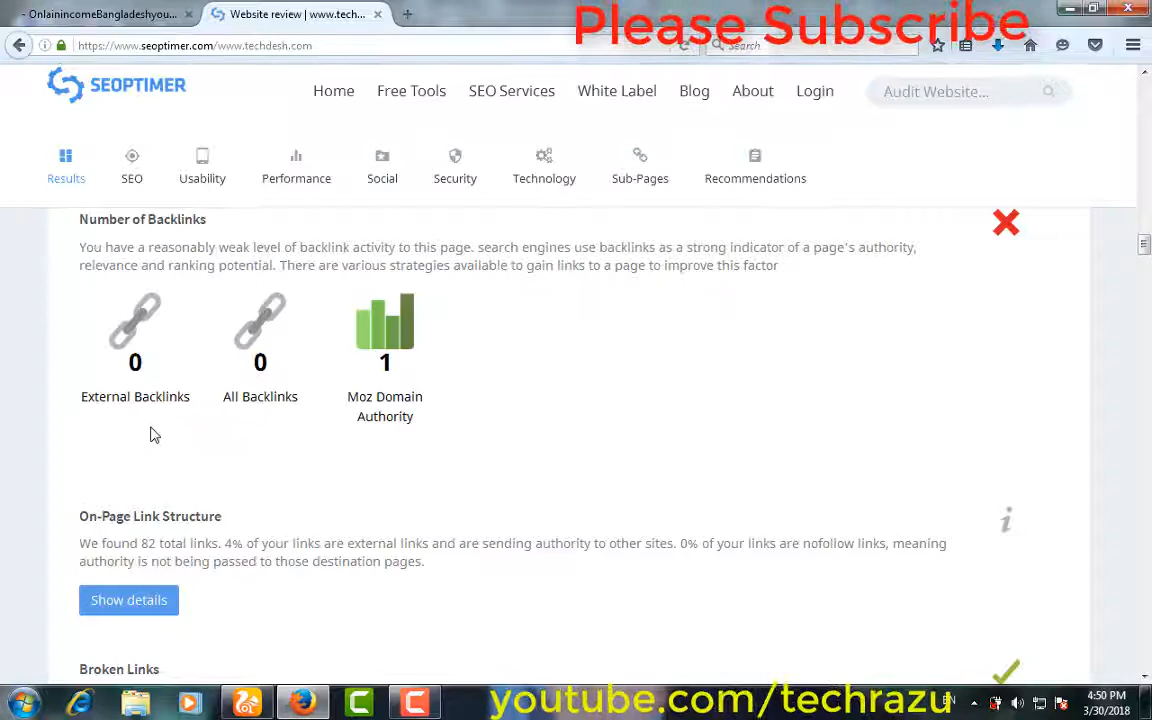 - OnlainincomeBangladeshyou...
Website review | www.tech...
Please Subscribe
https://www.seoptimer.com/www.techdesh.com
Search
SEOPTIMER
Home
Free Tools
SEO Services
White Label
Blog
About
Login
Audit Website...
Results
SEO
Usability
Performance
Social
Security
Technology
Sub-Pages
Recommendations
Number of Backlinks
You have a reasonably weak level of backlink activity to this page. search engines use backlinks as a strong indicator of a page's authority,
relevance and ranking potential. There are various strategies available to gain links to a page to improve this factor
0
0
1
External Backlinks
All Backlinks
Moz Domain
Authority
On-Page Link Structure
We found 82 total links. 4% of your links are external links and are sending authority to other sites. 0% of your links are nofollow links, meaning
authority is not being passed to those destination pages.
Show details
Broken Links
youtube.com/techrazu
EN
4:50 PM
3/30/2018